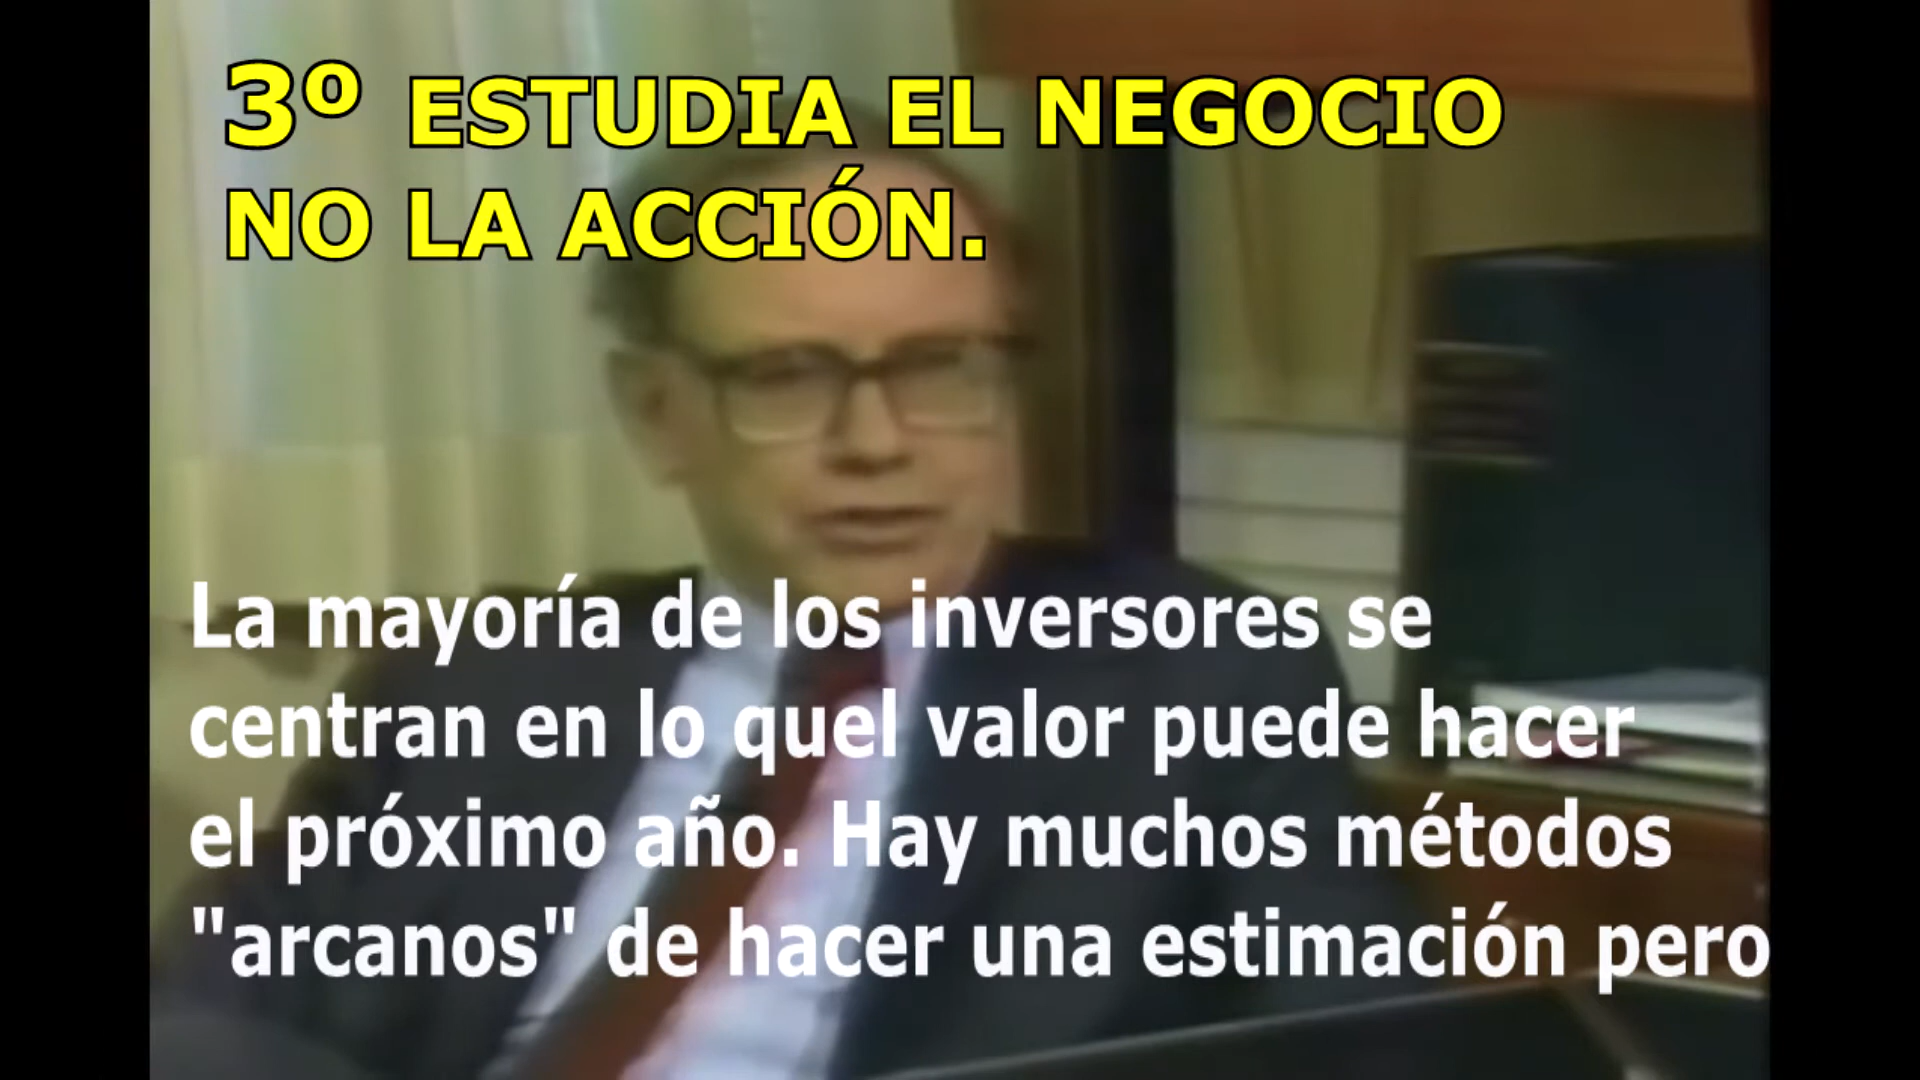 3º ESTUDIA EL NEGOCIO
NO LA ACCIÓN.
La mayoría de los inversores se
centran en lo quel valor puede hacer
el próximo año. Hay muchos métodos
"arcanos" de hacer una estimación pero